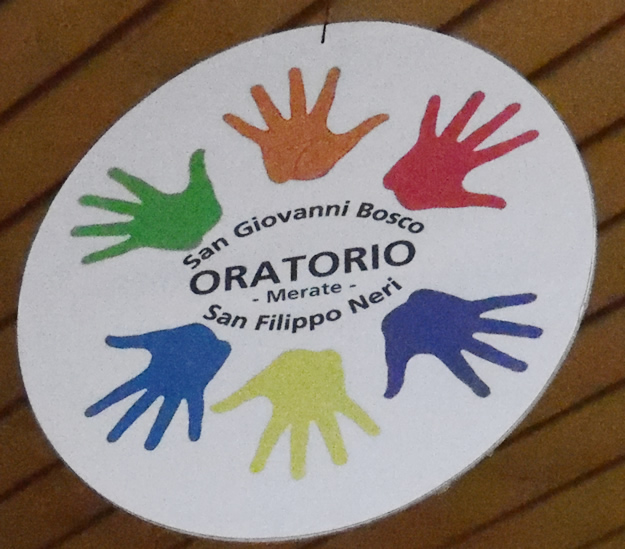 San Giovanni Bosco
ORATORIO
- Merate -
San Filippo Neri